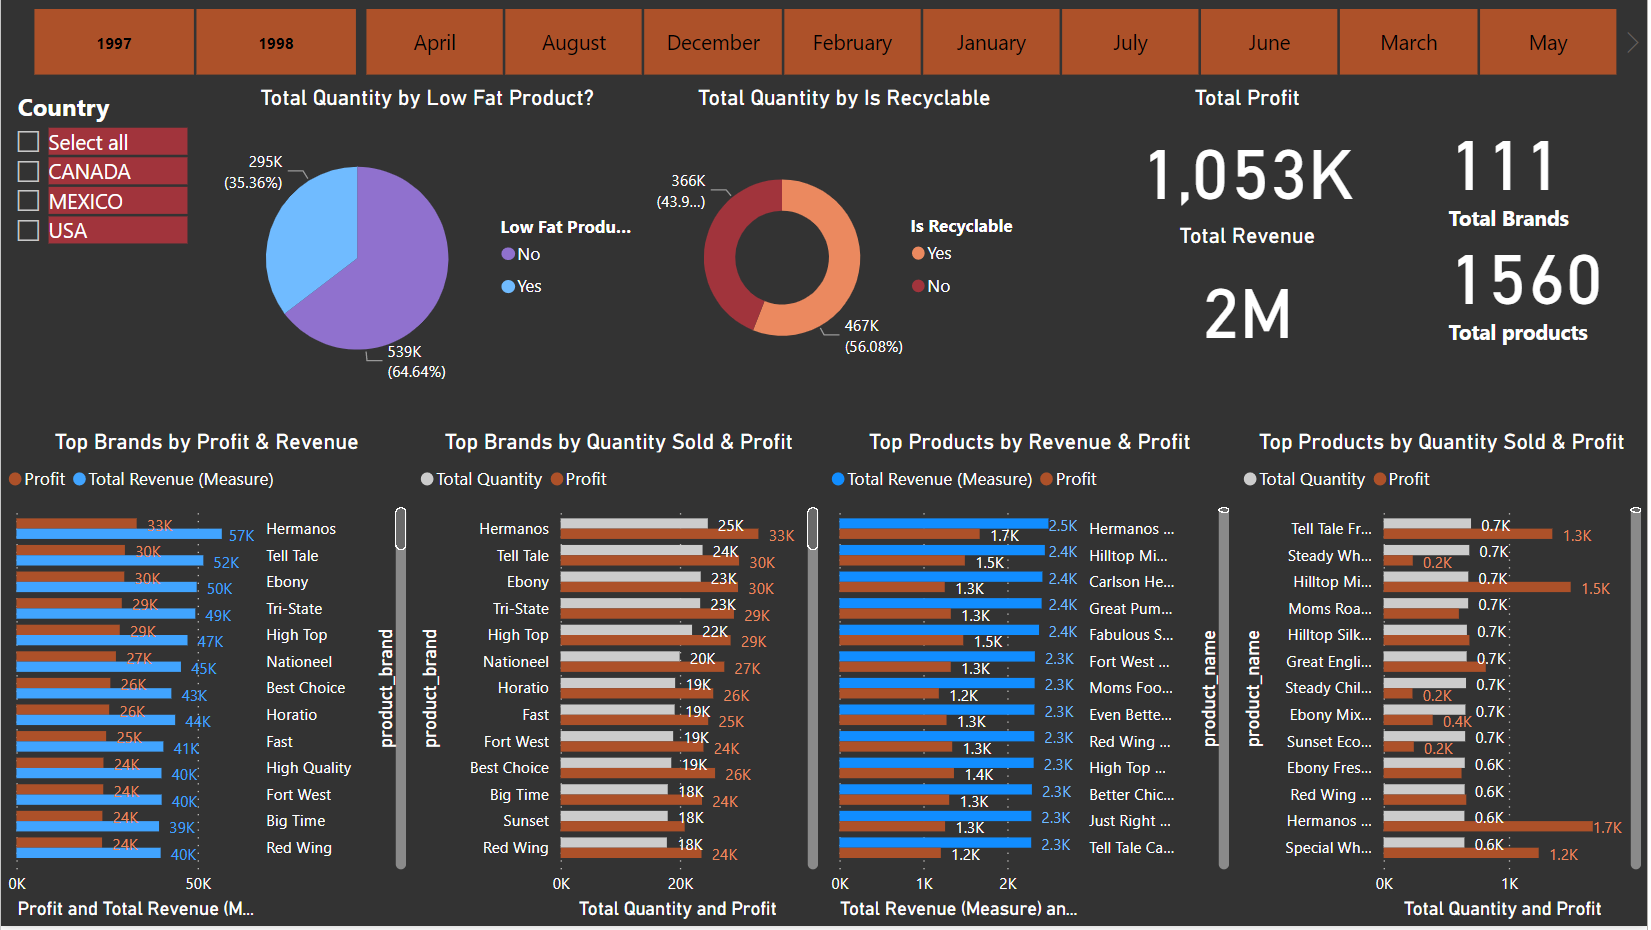 1997
1998
April
August
December
February
January
July
June
March
May
Country
Select all
CANADA
MEXICO
USA
Total Quantity by Low Fat Product?
295K
(35.36%)
539K
(64.64%)
Low Fat Produ...
No
Yes
Total Quantity by Is Recyclable
366K
(43.9...)
467K
(56.08%)
Is Recyclable
Yes
No
Total Profit
1,053K
Total Revenue
2M
111
Total Brands
1560
Total products
Top Brands by Profit & Revenue
Profit Total Revenue (Measure)
33K
57K Hermanos
30K
52K Tell Tale
30K
50K Ebony
29K
49K Tri-State
29K
47K High Top
27K
45K Nationeel
26K
43K Best Choice
26K
44K Horatio
25K
41K Fast
24K
40K High Quality
24K
40K Fort West
24K
39K Big Time
24K
40K Red Wing
0K 50K
Profit and Total Revenue (M...
product_brand
Top Brands by Quantity Sold & Profit
Total Quantity Profit
product_brand
Hermanos 25K
33K
Tell Tale 24K
30K
Ebony 23K
30K
Tri-State 23K
29K
High Top 22K
29K
Nationeel 20K
27K
Horatio 19K
26K
Fast 19K
25K
Fort West 19K
24K
Best Choice 19K
26K
Big Time 18K
24K
Sunset 18K
Red Wing 18K
24K
0K 20K
Total Quantity and Profit
Top Products by Revenue & Profit
Total Revenue (Measure) Profit
2.5K Hermanos ...
1.7K
2.4K Hilltop Mi...
1.5K
2.4K Carlson He...
1.3K
2.4K Great Pum...
1.3K
2.4K Fabulous S...
1.5K
2.3K Fort West ...
1.3K
2.3K Moms Foo...
1.2K
2.3K Even Bette...
1.3K
2.3K Red Wing ...
1.3K
2.3K High Top ...
1.4K
2.3K Better Chic...
1.3K
2.3K Just Right ...
1.3K
2.3K Tell Tale Ca...
1.2K
0K 1K 2K
Total Revenue (Measure) an...
product_name
Top Products by Quantity Sold & Profit
Total Quantity Profit
product_name
Tell Tale Fr... 0.7K
1.3K
Steady Wh... 0.7K
0.2K
Hilltop Mi... 0.7K
1.5K
Moms Roa... 0.7K
Hilltop Silk... 0.7K
Great Engli... 0.7K
Steady Chil... 0.7K
0.2K
Ebony Mix... 0.7K
0.4K
Sunset Eco... 0.7K
0.2K
Ebony Fres... 0.6K
Red Wing ... 0.6K
Hermanos ... 0.6K
1.7K
Special Wh... 0.6K
1.2K
0K 1K
Total Quantity and Profit